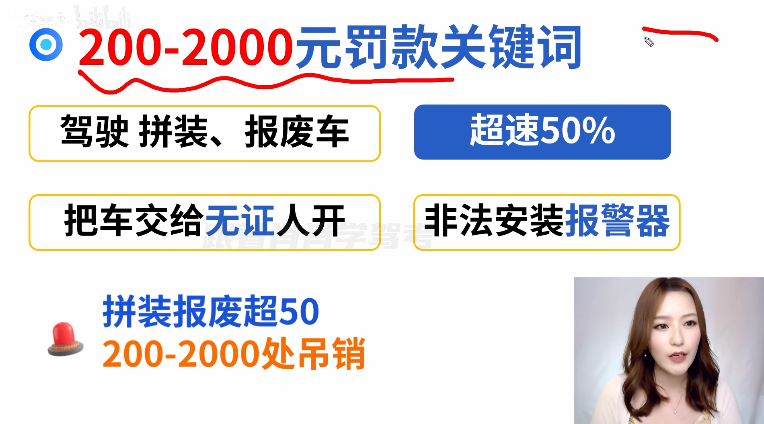 200-2000元罚款关键词
驾驶 拼装、报废车
超速50%
把车交给无证人开
非法安装报警器
拼装报废超50
200-2000处吊销